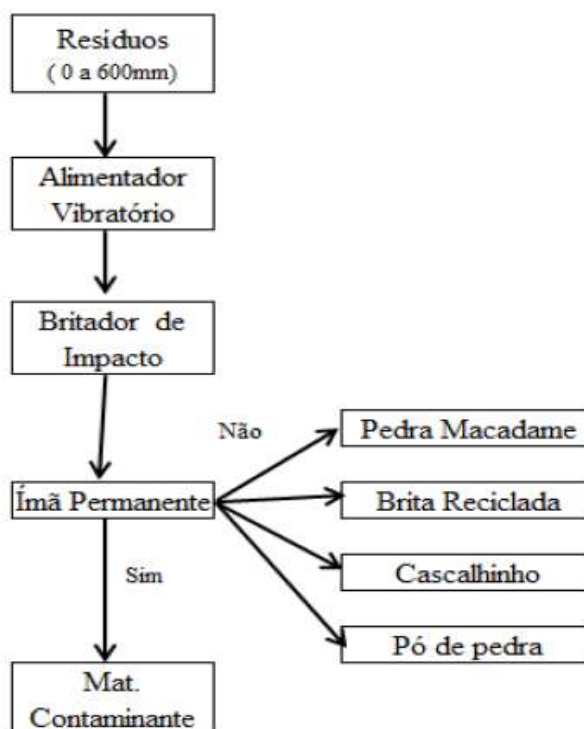 Resíduos
( 0 a 600mm)
Alimentador
Vibratório
Britador de
Impacto
Não
Pedra Macadame
Ímã Permanente
Brita Reciclada
Sim
Cascalhinho
Pó de pedra
Mat.
Contaminante